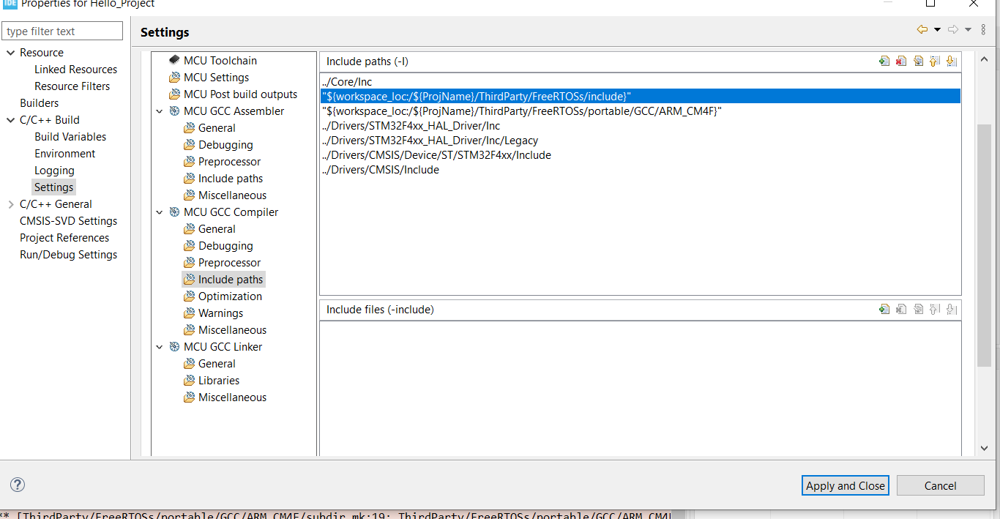 IDE Properties for Hello_Project
type filter text
Settings
Resource
Linked Resources
Resource Filters
Builders
C/C++ Build
Build Variables
Environment
Logging
Settings
C/C++ General
CMSIS-SVD Settings
Project References
Run/Debug Settings
MCU Toolchain
MCU Settings
MCU Post build outputs
MCU GCC Assembler
General
Debugging
Preprocessor
Include paths
Miscellaneous
MCU GCC Compiler
General
Debugging
Preprocessor
Include paths
Optimization
Warnings
Miscellaneous
MCU GCC Linker
General
Libraries
Miscellaneous
Include paths (-I)
../Core/Inc
"${workspace_loc:/${ProjName}/ThirdParty/FreeRTOSs/include}"
"${workspace_loc:/${ProjName}/ThirdParty/FreeRTOSs/portable/GCC/ARM_CM4F}"
../Drivers/STM32F4xx_HAL_Driver/Inc
../Drivers/STM32F4xx_HAL_Driver/Inc/Legacy
../Drivers/CMSIS/Device/ST/STM32F4xx/Include
../Drivers/CMSIS/Include
Include files (-include)
?
Apply and Close
Cancel
** [ThirdParty/FreeRTOSs/portable/GCC/ARM_CM4F/subdir.mk:19: ThirdParty/FreeRTOSs/portable/GCC/ARM_CM4F